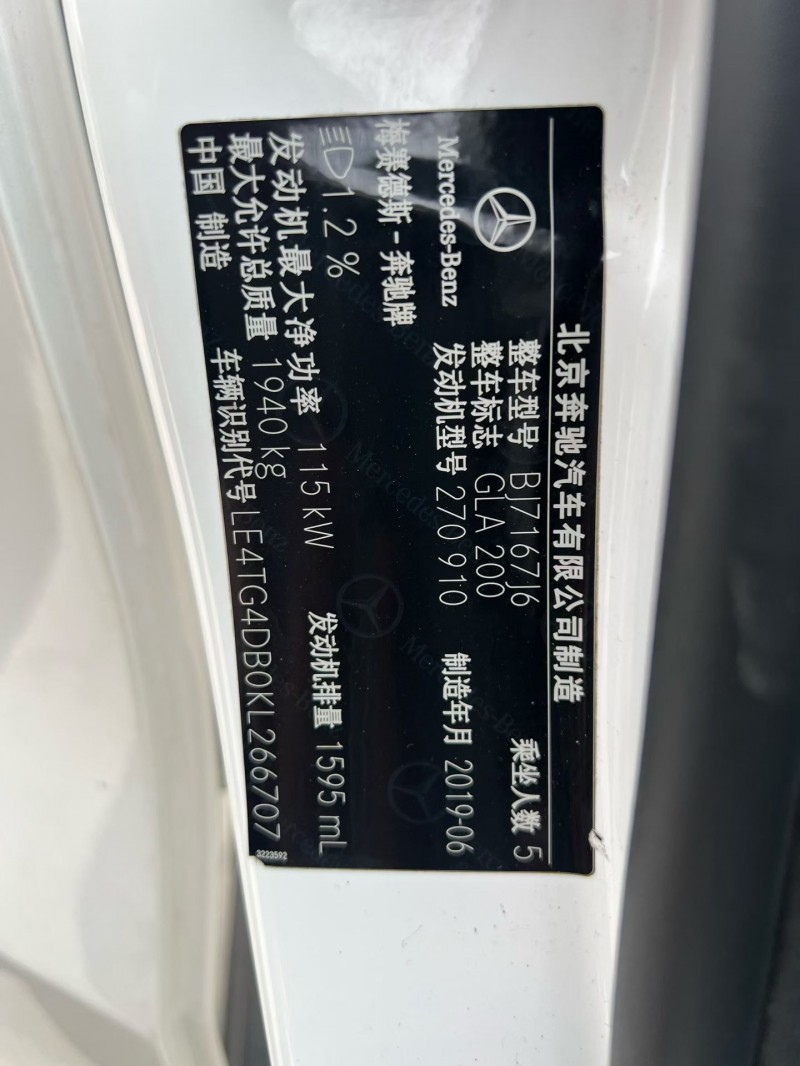 北京奔驰汽车有限公司制造
Mercedes-Benz
梅赛德斯-奔驰牌
整车型号 BJ7167J6 乘坐人数 5
整车标志 GLA 200
发动机型号 270 910 制造年月 2019-06
1.2 %
发动机最大净功率 115 kW 发动机排量 1595 mL
最大允许总质量 1940 kg
中国 制造 车辆识别代号 LE4TG4DB0KL266707
3223592